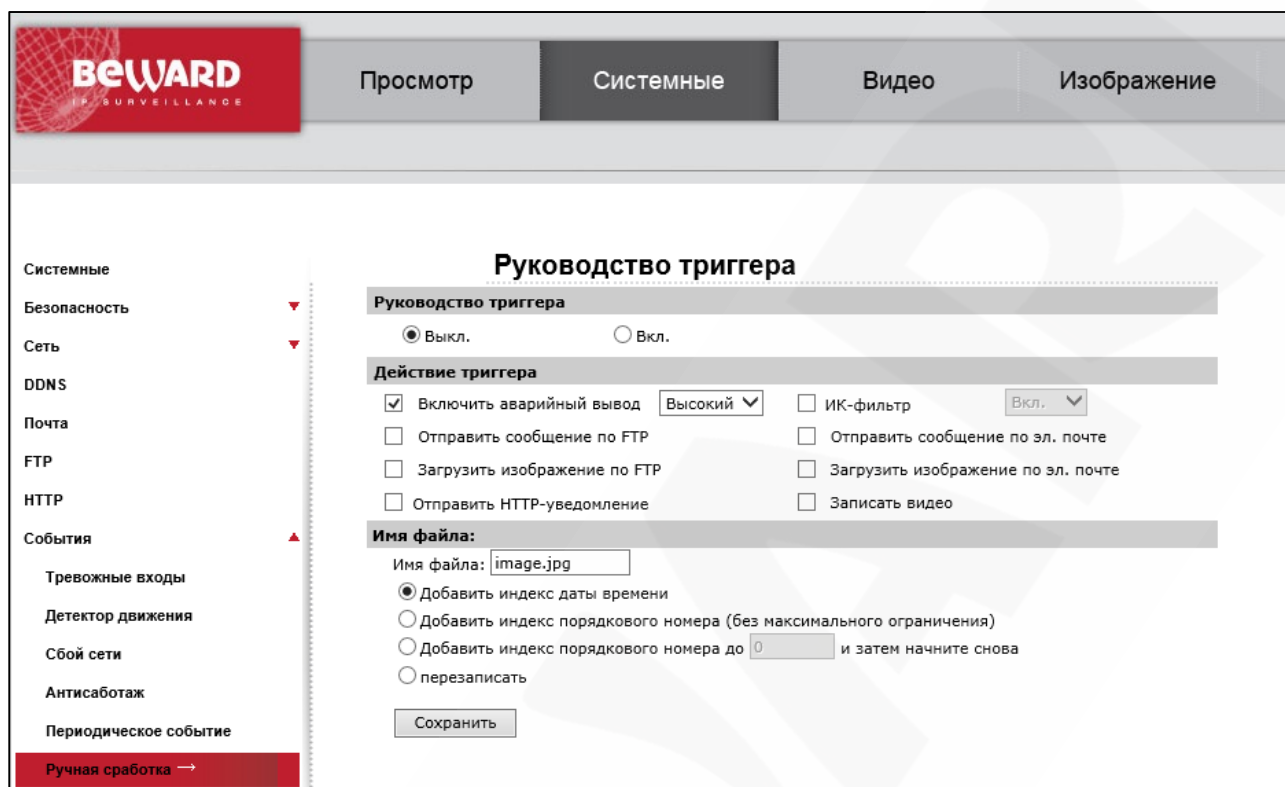 BEWARD
IP SURVEILLANCE
Просмотр
Системные
Видео
Изображение
Системные
Безопасность
Сеть
DDNS
Почта
FTP
HTTP
События
Тревожные входы
Детектор движения
Сбой сети
Антисаботаж
Периодическое событие
Ручная сработка →
Руководство триггера
Руководство триггера
Выкл. Вкл.
Действие триггера
Включить аварийный вывод Высокий ИК-фильтр Вкл.
Отправить сообщение по FTP Отправить сообщение по эл. почте
Загрузить изображение по FTP Загрузить изображение по эл. почте
Отправить HTTP-уведомление Записать видео
Имя файла:
Имя файла: image.jpg
Добавить индекс даты времени
Добавить индекс порядкового номера (без максимального ограничения)
Добавить индекс порядкового номера до 0 и затем начните снова
перезаписать
Сохранить